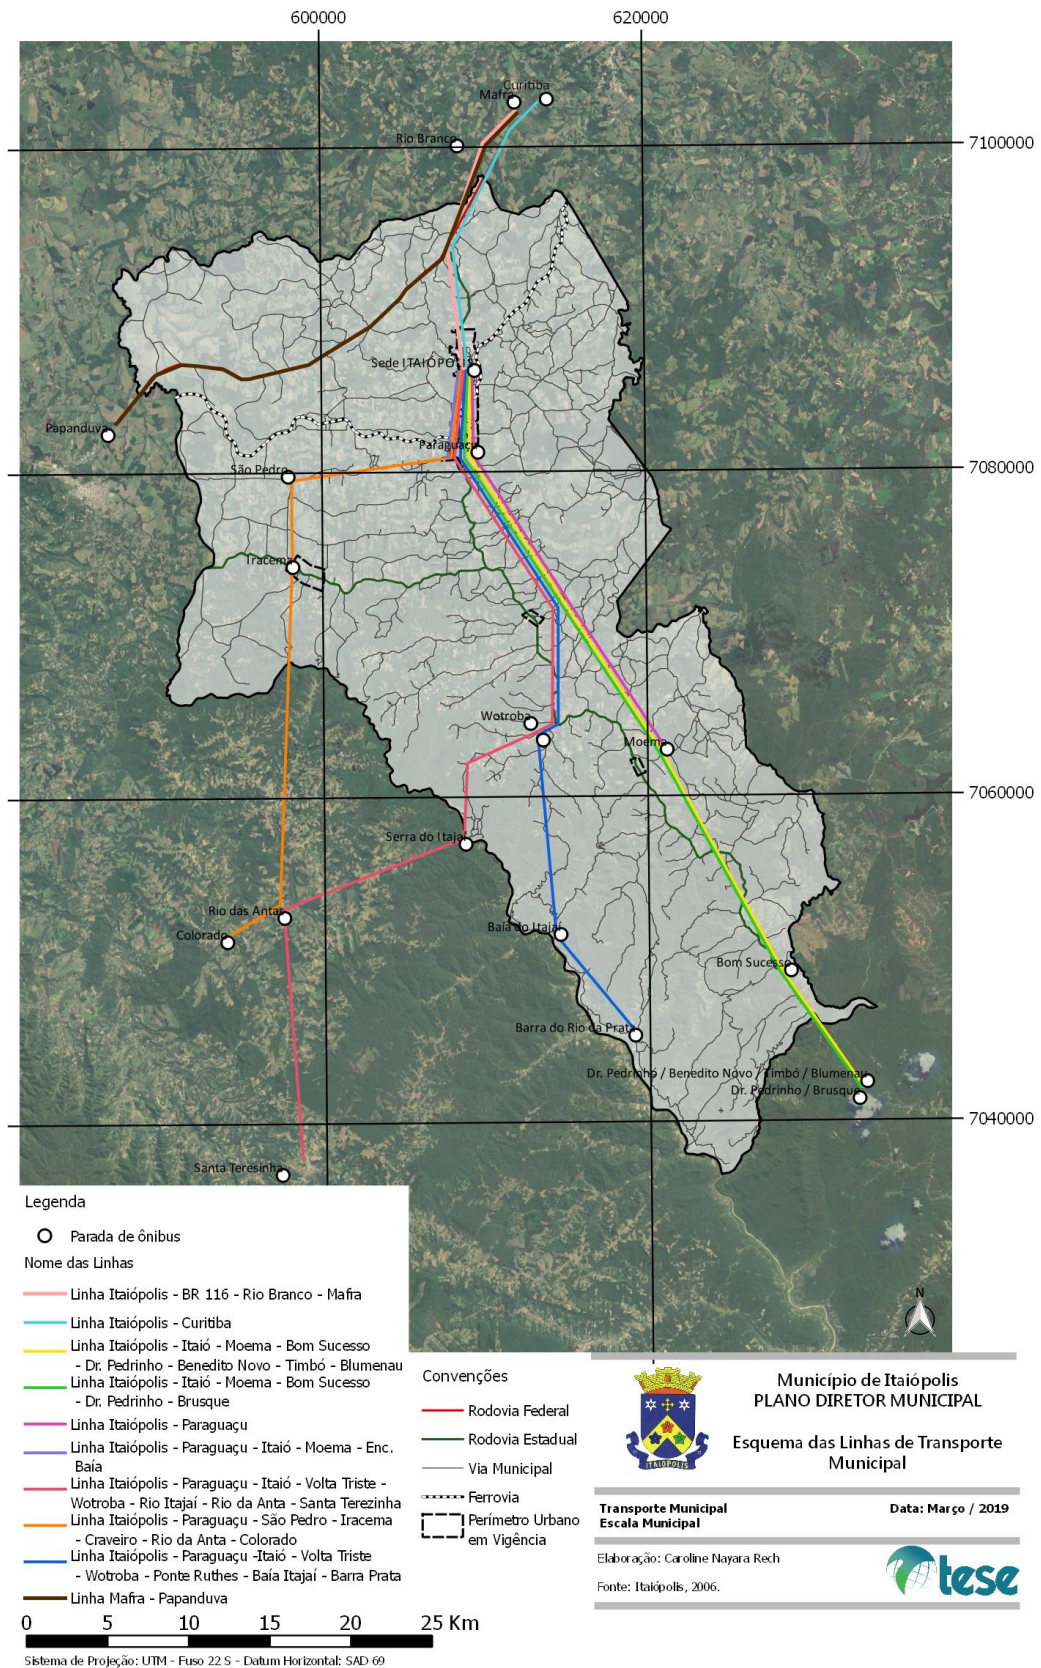 600000
620000
Curitiba
Mafra
Rio Branco
7100000
Sede ITAIÓPOLIS
Papanduva
Paraguaçu
São Pedro
7080000
Iracema
Wotroba
Moema
7060000
Serra do Itajaí
Rio das Antas
Colorado
Baía do Itajaí
Bom Sucesso
Barra do Rio da Prata
Dr. Pedrinho / Benedito Novo / Timbó / Blumenau
Dr. Pedrinho / Brusque
7040000
Santa Teresinha
Legenda
Parada de ônibus
Nome das Linhas
Linha Itaiópolis - BR 116 - Rio Branco - Mafra
Linha Itaiópolis - Curitiba
Linha Itaiópolis - Itaió - Moema - Bom Sucesso
- Dr. Pedrinho - Benedito Novo - Timbó - Blumenau
Linha Itaiópolis - Itaió - Moema - Bom Sucesso
- Dr. Pedrinho - Brusque
Linha Itaiópolis - Paraguaçu
Linha Itaiópolis - Paraguaçu - Itaió - Moema - Enc.
Baía
Linha Itaiópolis - Paraguaçu - Itaió - Volta Triste -
Wotroba - Rio Itajaí - Rio da Anta - Santa Terezinha
Linha Itaiópolis - Paraguaçu - São Pedro - Iracema
- Craveiro - Rio da Anta - Colorado
Linha Itaiópolis - Paraguaçu -Itaió - Volta Triste
- Wotroba - Ponte Ruthes - Baía Itajaí - Barra Prata
Linha Mafra - Papanduva
0 5 10 15 20 25 Km
Sistema de Projeção: UTM - Fuso 22 S - Datum Horizontal: SAD 69
Convenções
Rodovia Federal
Rodovia Estadual
Via Municipal
Ferrovia
Perímetro Urbano
em Vigência
N
ITAIÓPOLIS
Município de Itaiópolis
PLANO DIRETOR MUNICIPAL
Esquema das Linhas de Transporte
Municipal
Transporte Municipal
Escala Municipal
Data: Março / 2019
Elaboração: Caroline Nayara Rech
Fonte: Itaiópolis, 2006.
tese